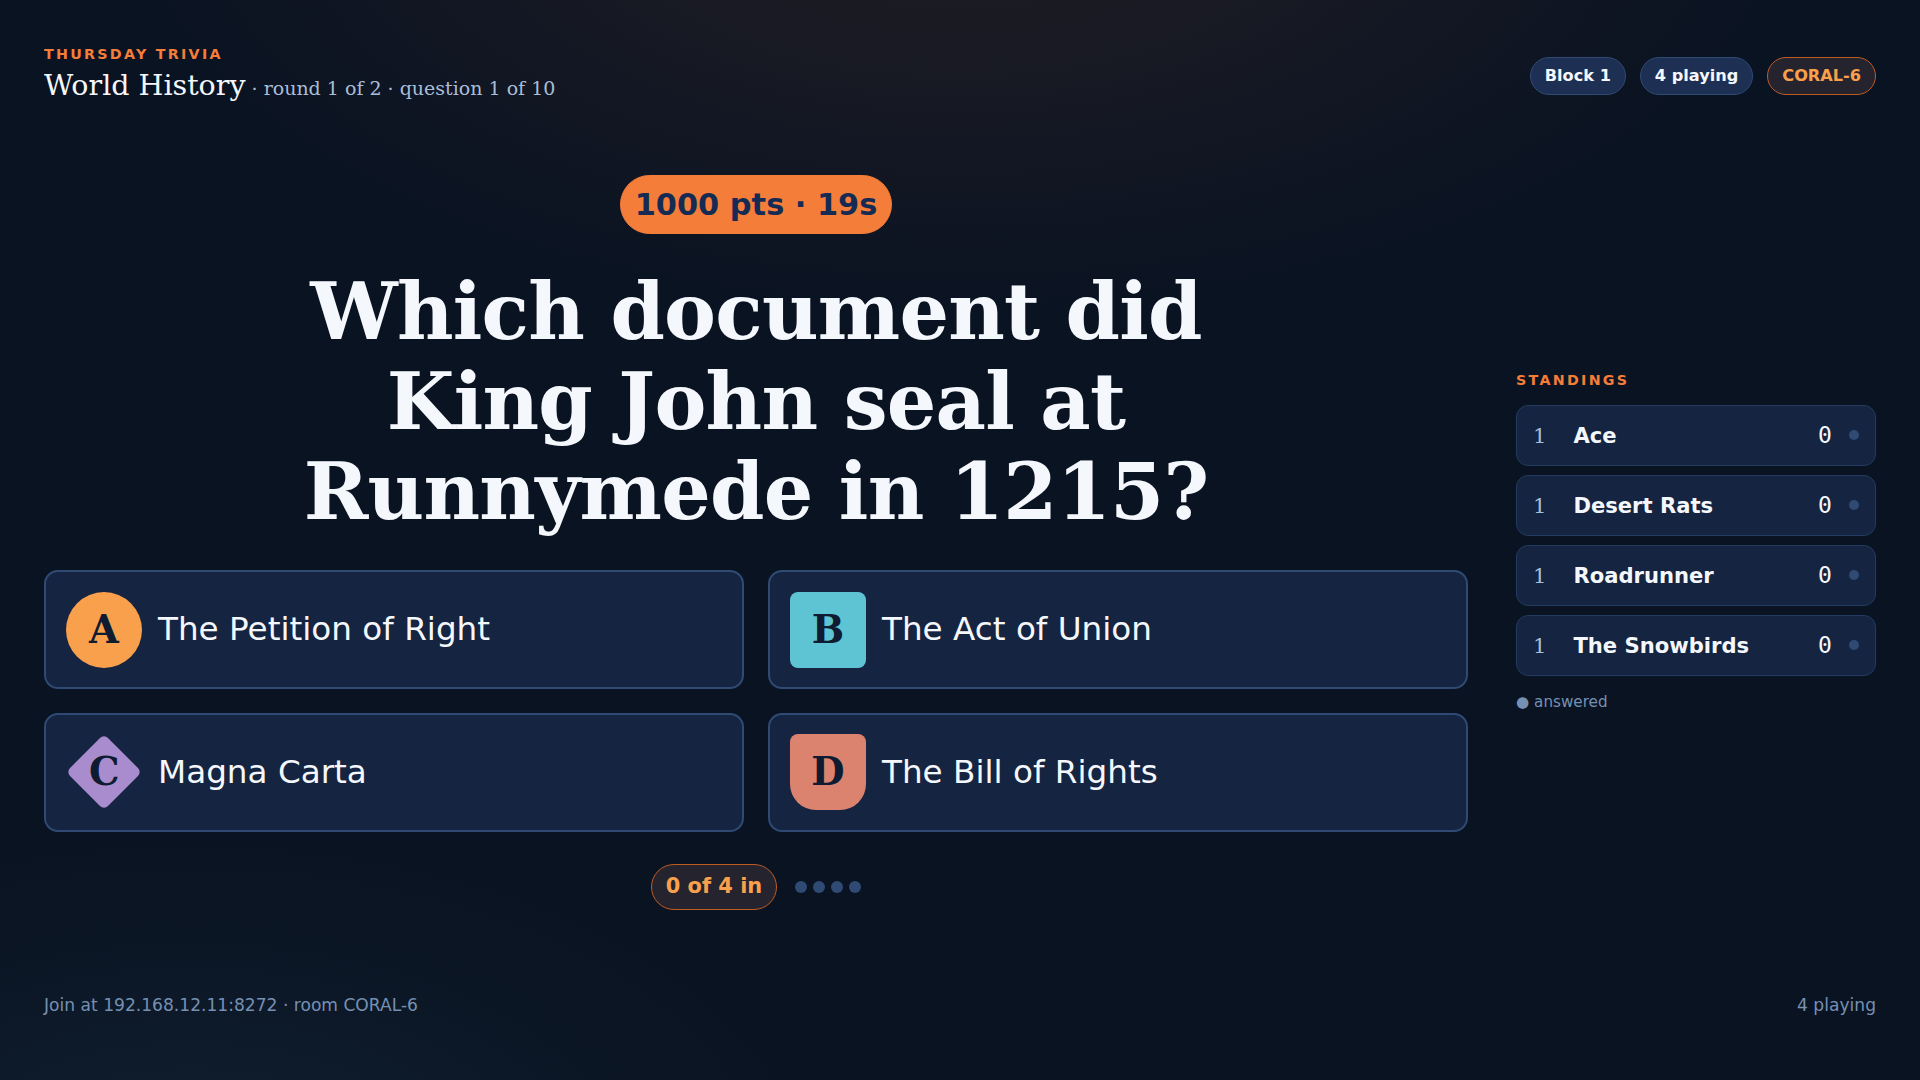 THURSDAY TRIVIA
World History · round 1 of 2 · question 1 of 10
Block 1
4 playing
CORAL-6
1000 pts · 19s
Which document did
King John seal at
Runnymede in 1215?
A The Petition of Right
B The Act of Union
C Magna Carta
D The Bill of Rights
0 of 4 in
STANDINGS
1 Ace 0
1 Desert Rats 0
1 Roadrunner 0
1 The Snowbirds 0
answered
Join at 192.168.12.11:8272 · room CORAL-6
4 playing